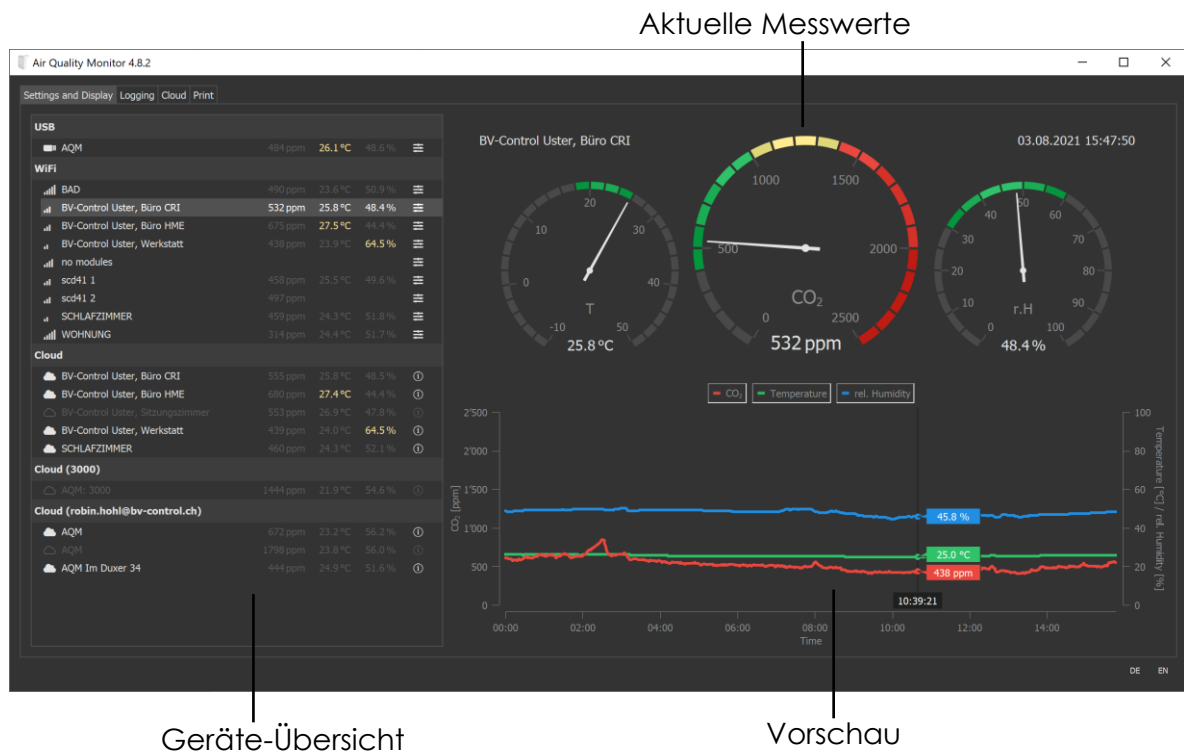 Aktuelle Messwerte
Air Quality Monitor 4.8.2
Settings and Display Logging Cloud Print
USB
AQM 484 ppm 26.1 °C 48.6 %
WiFi
BAD 490 ppm 23.6 °C 50.9 %
BV-Control Uster, Büro CRI 532 ppm 25.8 °C 48.4 %
BV-Control Uster, Büro HME 675 ppm 27.5 °C 44.4 %
BV-Control Uster, Werkstatt 438 ppm 23.9 °C 64.5 %
no modules
scd41 1 458 ppm 25.5 °C 49.6 %
scd41 2 497 ppm
SCHLAFZIMMER 459 ppm 24.3 °C 51.8 %
WOHNUNG 314 ppm 24.4 °C 51.7 %
Cloud
BV-Control Uster, Büro CRI 555 ppm 25.8 °C 48.5 %
BV-Control Uster, Büro HME 680 ppm 27.4 °C 44.4 %
BV-Control Uster, Sitzungszimmer 553 ppm 26.9 °C 47.8 %
BV-Control Uster, Werkstatt 439 ppm 24.0 °C 64.5 %
SCHLAFZIMMER 460 ppm 24.3 °C 52.1 %
Cloud (3000)
AQM: 3000 1444 ppm 21.9 °C 54.6 %
Cloud (robin.hohl@bv-control.ch)
AQM 672 ppm 23.2 °C 56.2 %
AQM 1798 ppm 23.8 °C 56.0 %
AQM Im Duxer 34 444 ppm 24.9 °C 51.6 %
BV-Control Uster, Büro CRI
03.08.2021 15:47:50
-10 0 10 20 30 40 50
T
25.8 °C
0 500 1000 1500 2000 2500
CO₂
532 ppm
0 10 20 30 40 50 60 70 80 90 100
r.H
48.4 %
CO₂ Temperature rel. Humidity
2'500
2'000
1'500
1'000
500
0
CO₂ [ppm]
100
80
60
40
20
0
Temperature [°C] / rel. Humidity [%]
45.8 %
25.0 °C
438 ppm
10:39:21
00:00 02:00 04:00 06:00 08:00 10:00 12:00 14:00
Time
DE EN
Geräte-Übersicht
Vorschau